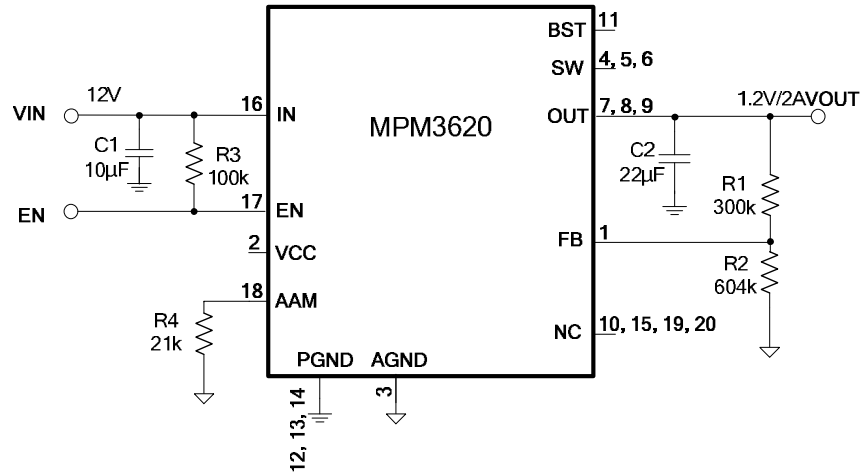 11
BST
4, 5, 6
SW
VIN
12V
16
IN
MPM3620
OUT
7, 8, 9
1.2V/2A
VOUT
C1
10µF
R3
100k
C2
22µF
R1
300k
EN
17
EN
FB
1
2
VCC
R2
604k
18
AAM
R4
21k
NC
10, 15, 19, 20
PGND
AGND
12, 13, 14
3